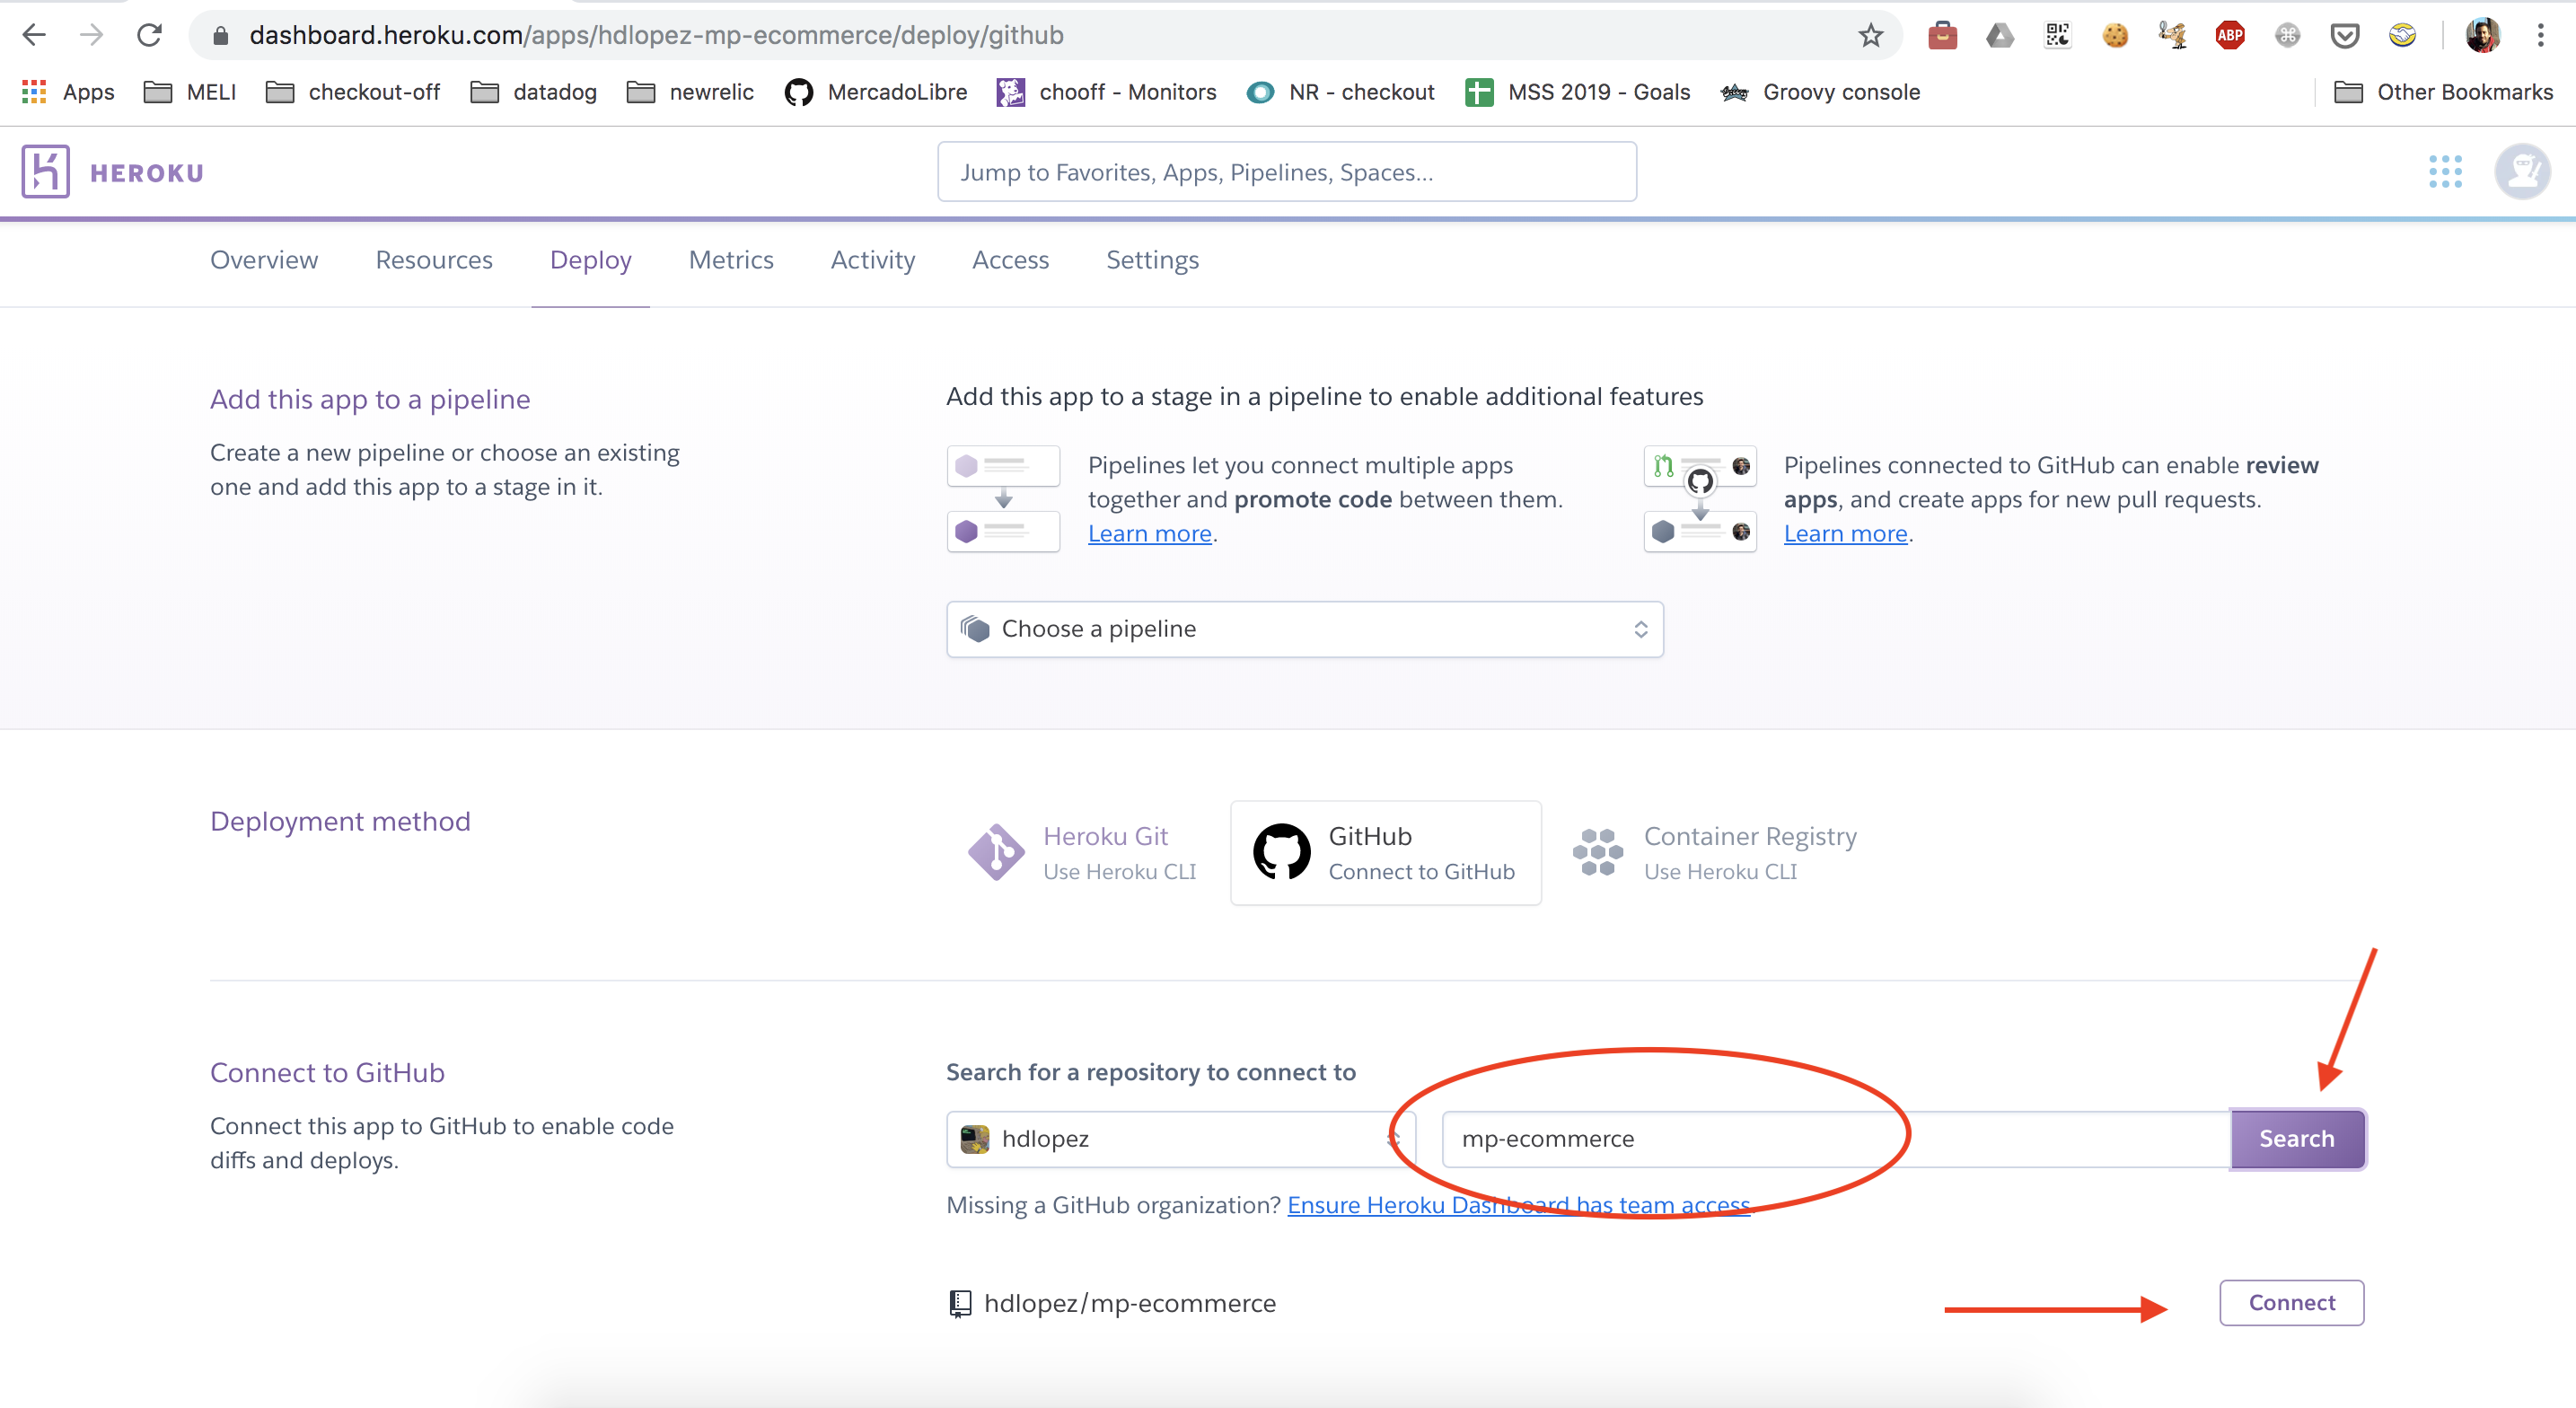 dashboard.heroku.com/apps/hdlopez-mp-ecommerce/deploy/github
ABP
Apps MELI checkout-off datadog newrelic MercadoLibre chooff - Monitors NR - checkout MSS 2019 - Goals Groovy console Other Bookmarks
HEROKU
Jump to Favorites, Apps, Pipelines, Spaces...
Overview Resources Deploy Metrics Activity Access Settings
Add this app to a pipeline
Create a new pipeline or choose an existing
one and add this app to a stage in it.
Add this app to a stage in a pipeline to enable additional features
Pipelines let you connect multiple apps
together and promote code between them.
Learn more.
Pipelines connected to GitHub can enable review
apps, and create apps for new pull requests.
Learn more.
Choose a pipeline
Deployment method
Heroku Git
Use Heroku CLI
GitHub
Connect to GitHub
Container Registry
Use Heroku CLI
Connect to GitHub
Connect this app to GitHub to enable code
diffs and deploys.
Search for a repository to connect to
hdlopez
mp-ecommerce
Search
Missing a GitHub organization? Ensure Heroku Dashboard has team access.
hdlopez/mp-ecommerce
Connect